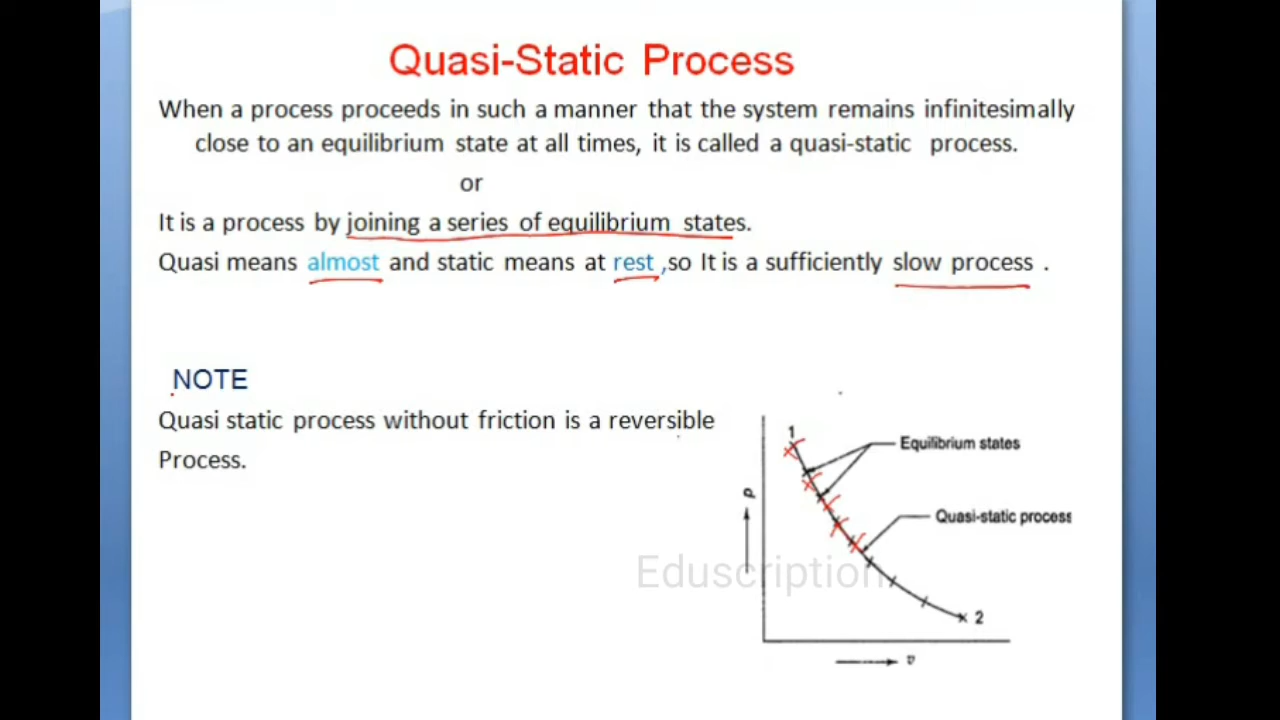 Quasi-Static Process
When a process proceeds in such a manner that the system remains infinitesimally
close to an equilibrium state at all times, it is called a quasi-static process.
or
It is a process by joining a series of equilibrium states.
Quasi means almost and static means at rest ,so It is a sufficiently slow process .
NOTE
Quasi static process without friction is a reversible
Process.
1
Equilibrium states
p
Quasi-static process
Eduscription
2
v